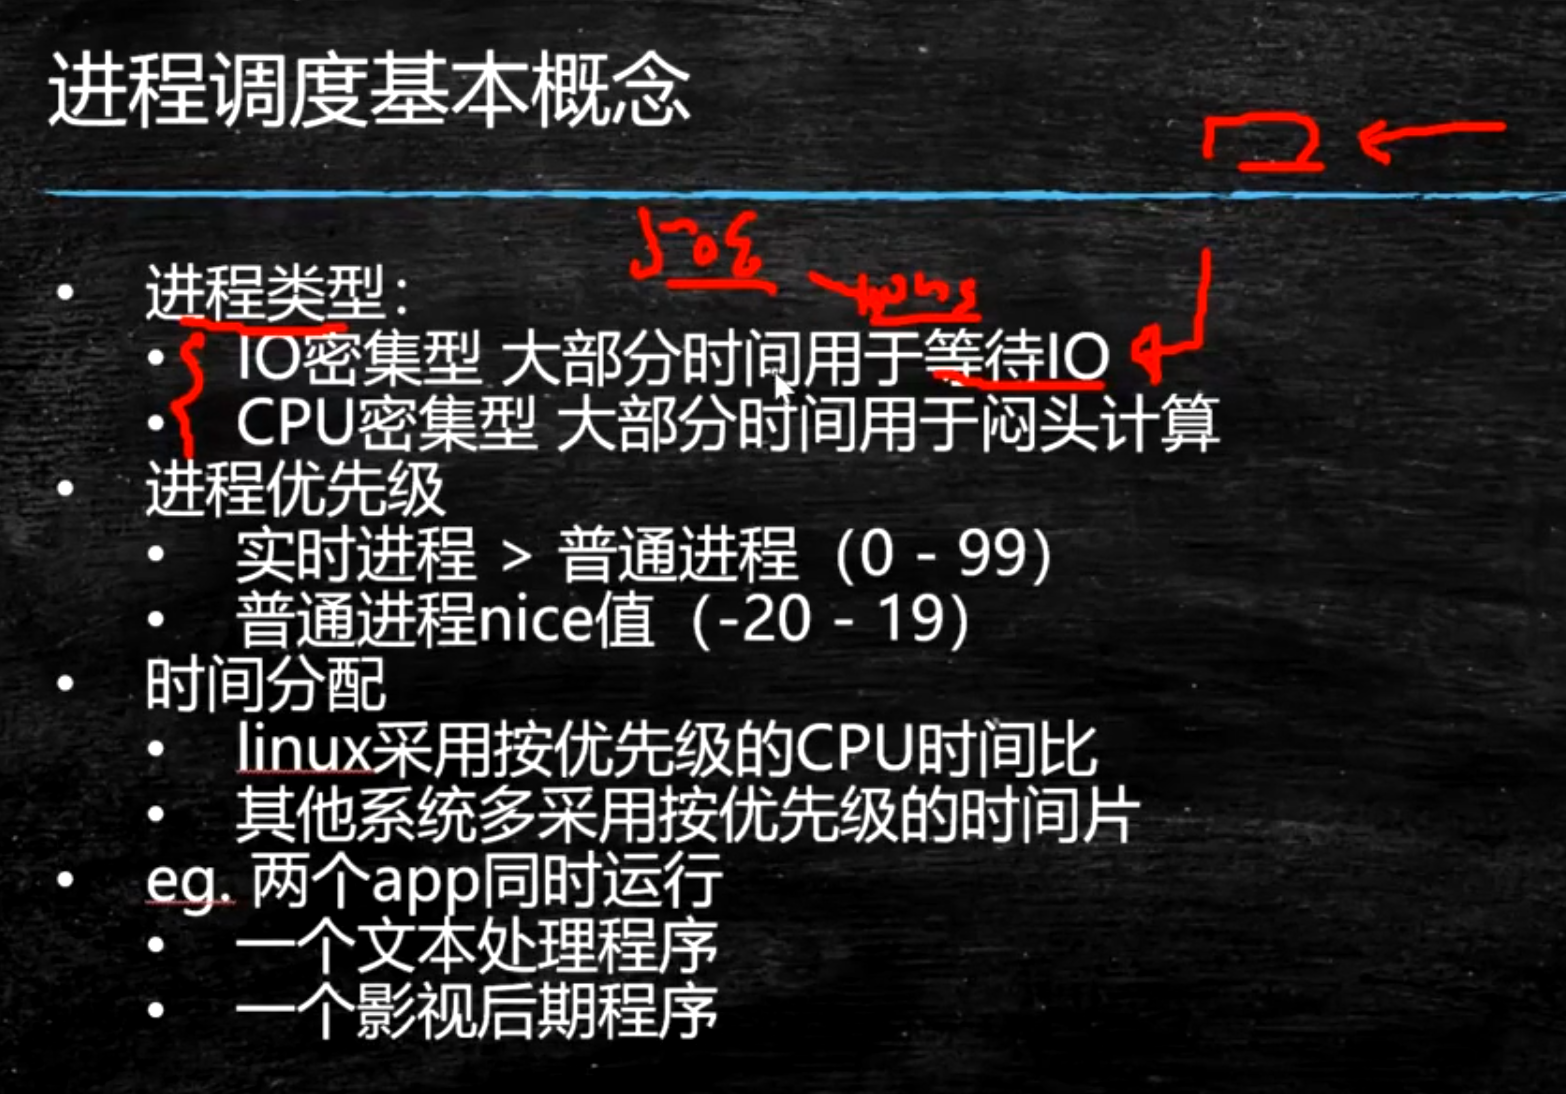 进程调度基本概念
• 进程类型：
• IO密集型 大部分时间用于等待IO
• CPU密集型 大部分时间用于闷头计算
• 进程优先级
• 实时进程 > 普通进程（0 - 99）
• 普通进程nice值（-20 - 19）
• 时间分配
• linux采用按优先级的CPU时间比
• 其他系统多采用按优先级的时间片
• eg. 两个app同时运行
• 一个文本处理程序
• 一个影视后期程序